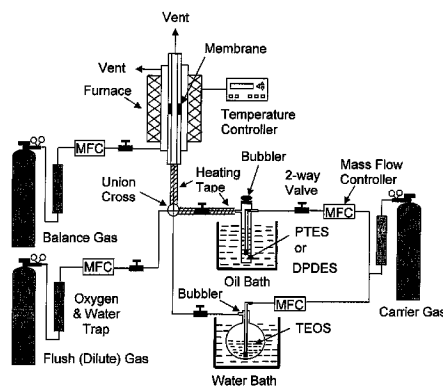 Vent
Membrane
Vent
Furnace
Temperature
Controller
MFC
Heating
Tape
Bubbler
2-way
Valve
Mass Flow
Controller
MFC
Union
Cross
Balance Gas
PTES
or
DPDES
Oil Bath
MFC
Oxygen
& Water
Trap
Bubbler
MFC
TEOS
Carrier Gas
Flush (Dilute) Gas
Water Bath